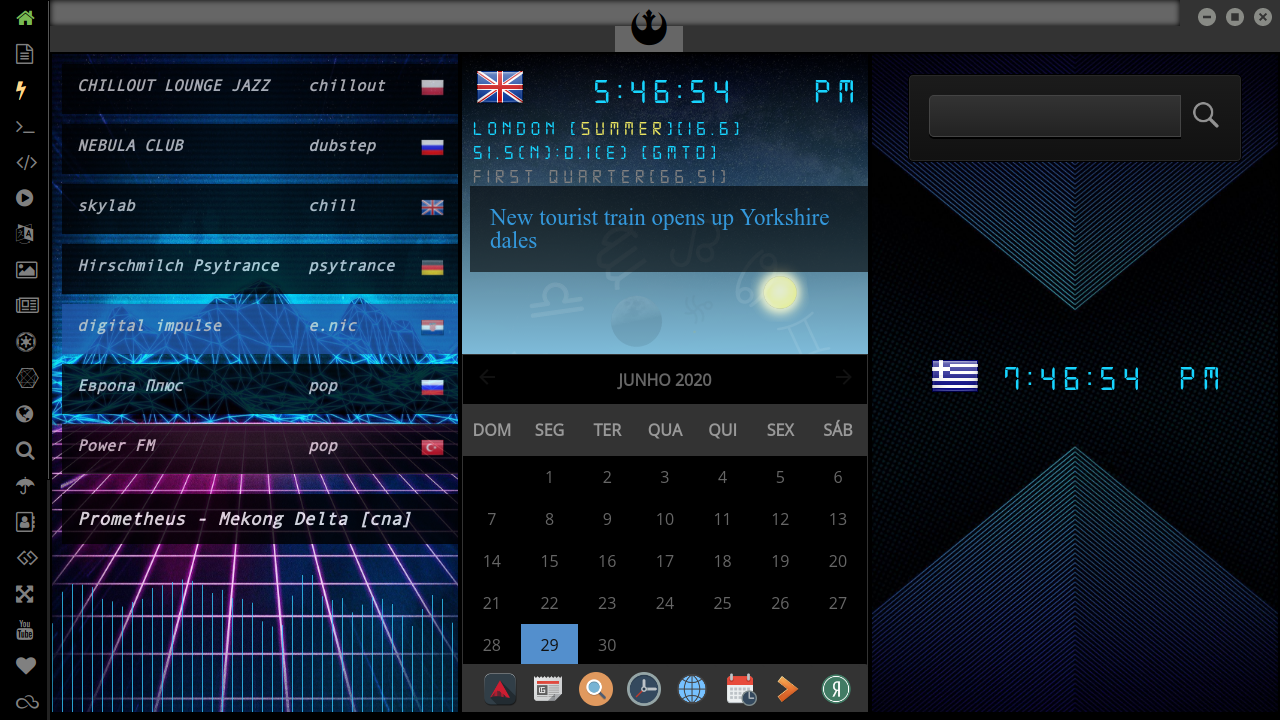 CHILLOUT LOUNGE JAZZ chillout
NEBULA CLUB dubstep
skylab chill
Hirschmilch Psytrance psytrance
digital impulse e.nic
Европа Плюс pop
Power FM pop
Prometheus - Mekong Delta [cna]
5:46:54 PM
LONDON [SUMMER][16.6]
51.5[N]:0.1[E] [GMT0]
FIRST QUARTER[66.51]
New tourist train opens up Yorkshire
dales
JUNHO 2020
DOM SEG TER QUA QUI SEX SÁB
1 2 3 4 5 6
7 8 9 10 11 12 13
14 15 16 17 18 19 20
21 22 23 24 25 26 27
28 29 30
7:46:54 PM
You
Tube
Я